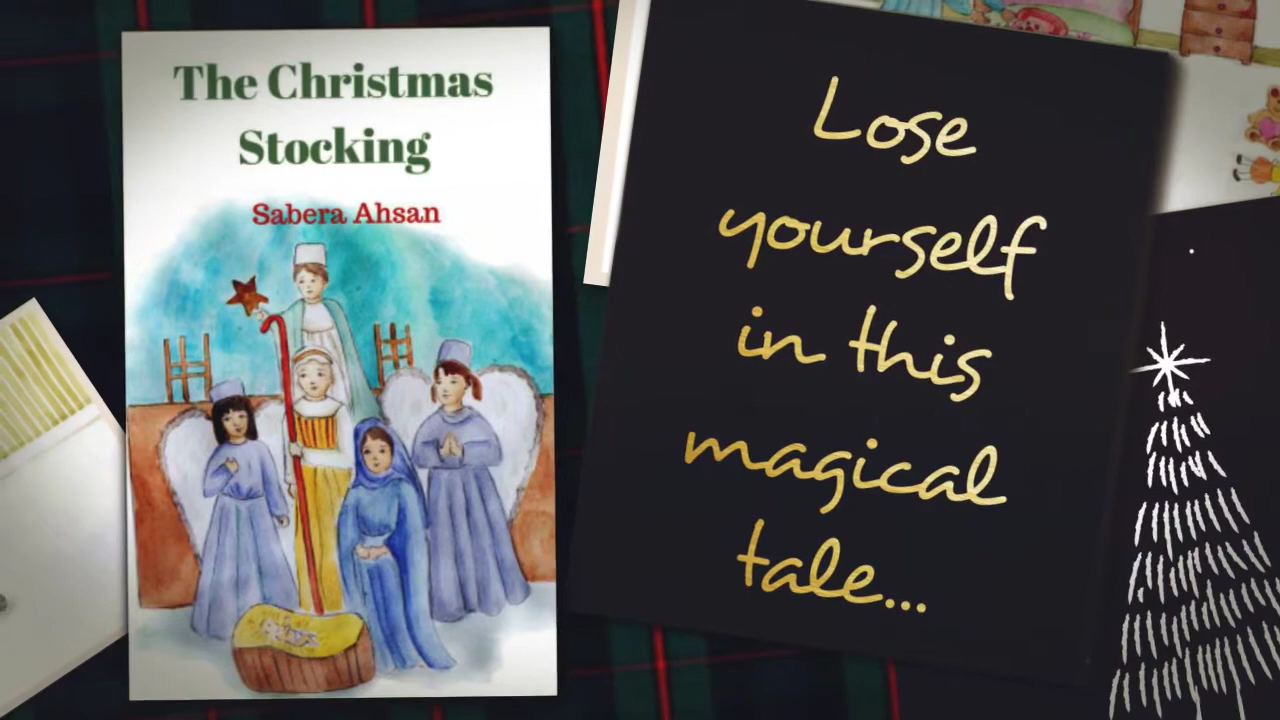 The Christmas
Stocking
Sabera Ahsan
Lose
yourself
in this
magical
tale...